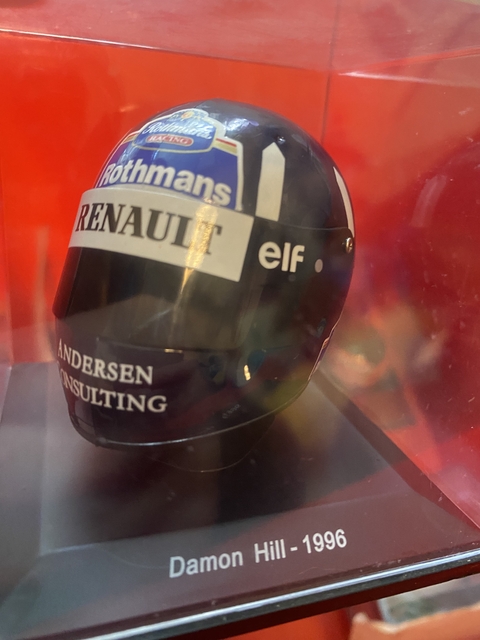 Rothmans
RACING
Rothmans
RENAULT
elf
ANDERSEN
CONSULTING
Damon Hill - 1996